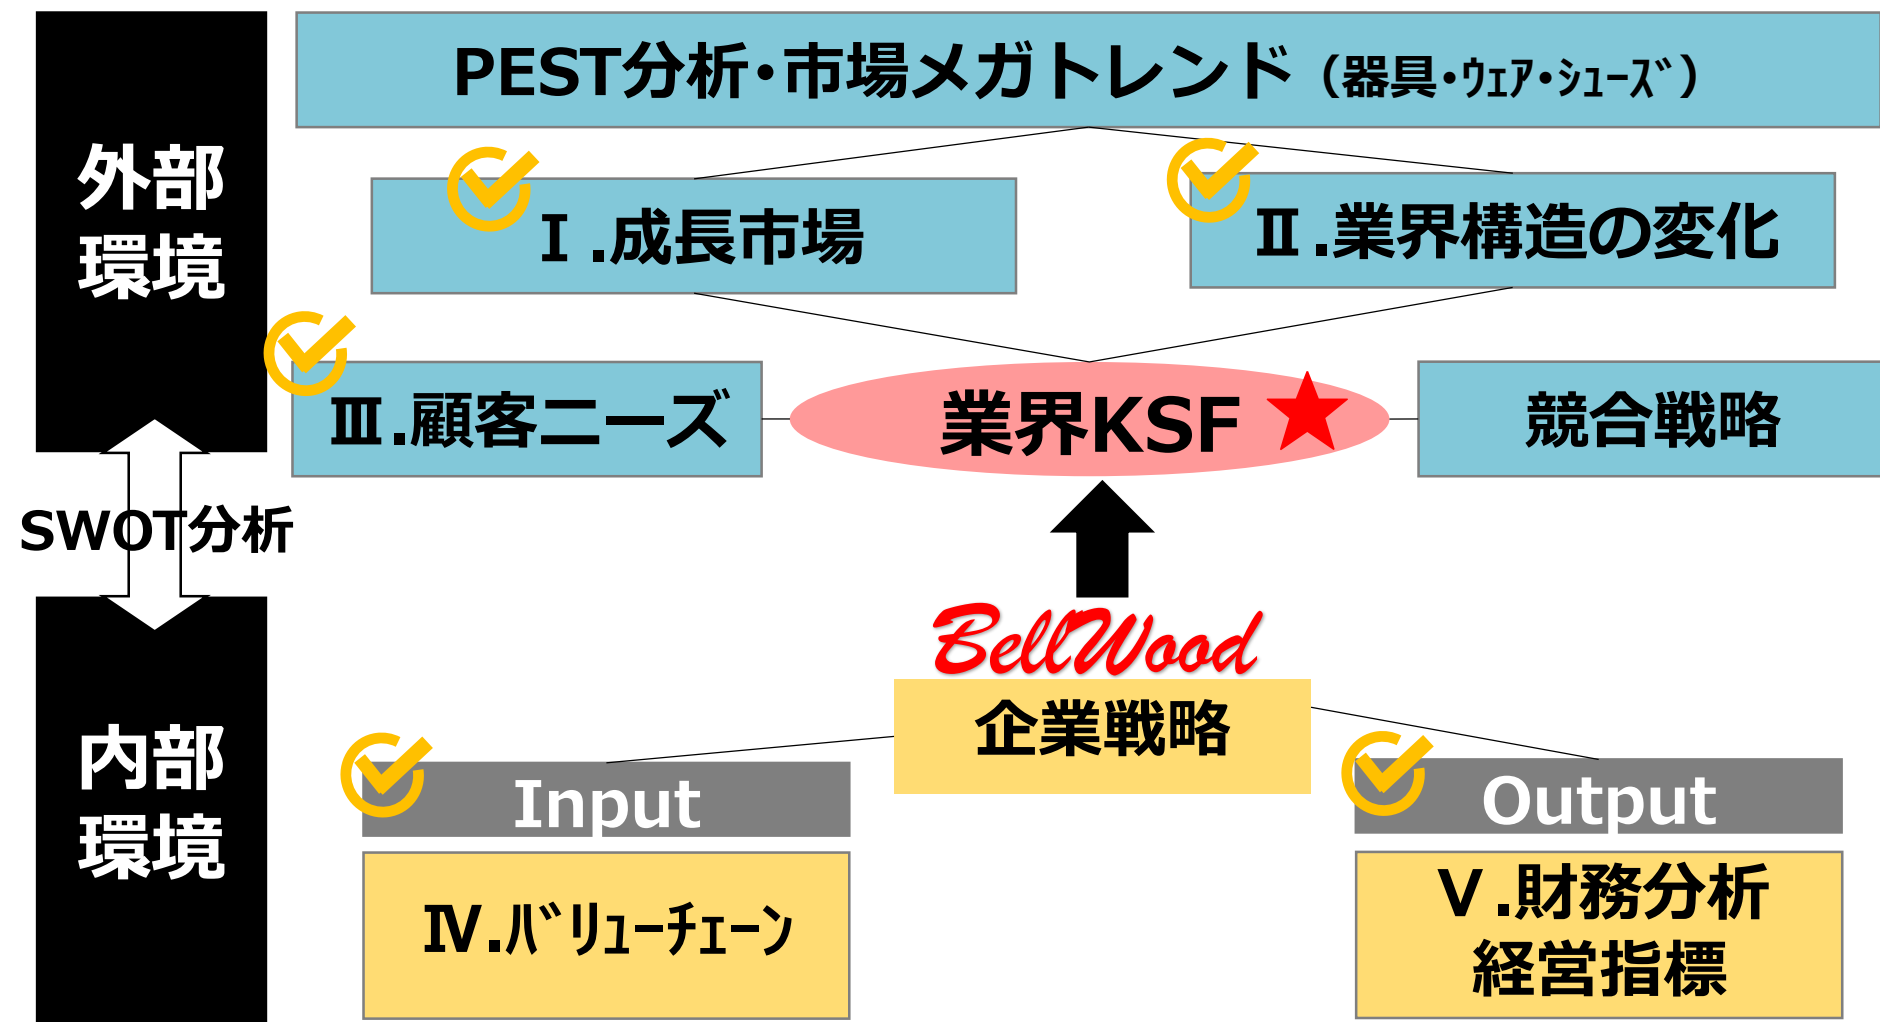 PEST分析・市場メガトレンド（器具・ｳｪｱ・ｼｭｰｽﾞ）
外部
環境
Ⅰ.成長市場
Ⅱ.業界構造の変化
Ⅲ.顧客ニーズ
業界KSF
競合戦略
SWOT分析
BellWood
企業戦略
内部
環境
Input
Output
Ⅳ.ﾊﾞﾘｭｰﾁｪｰﾝ
Ⅴ.財務分析
経営指標